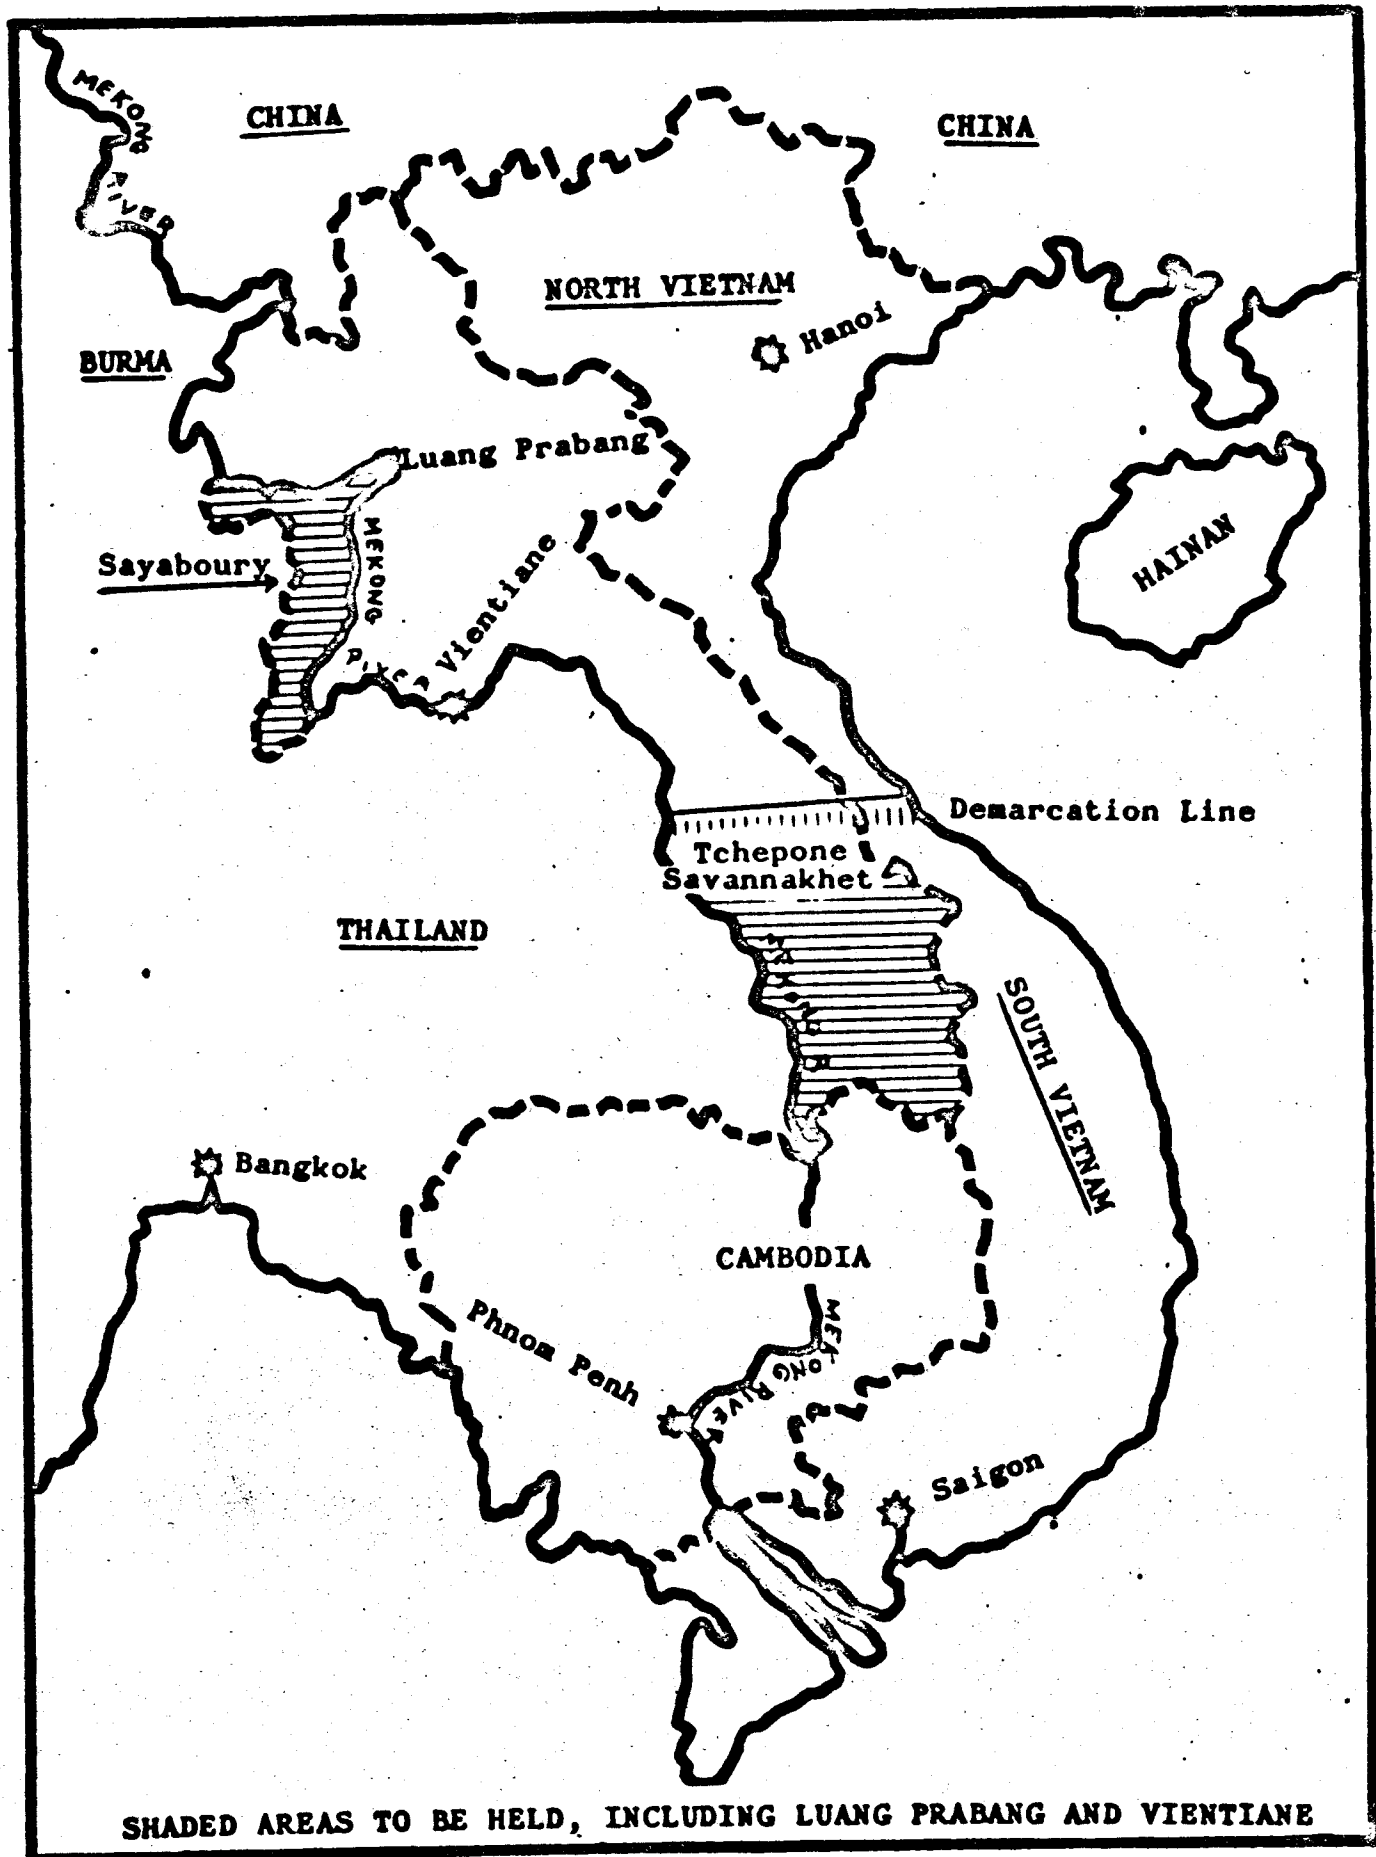 MEKONG RIVER
CHINA
CHINA
NORTH VIETNAM
Hanoi
BURMA
Luang Prabang
HAINAN
MEKONG
River
Sayaboury
Vientiane
Demarcation Line
Tchepone
Savannakhet
THAILAND
SOUTH VIETNAM
Bangkok
CAMBODIA
Phnom Penh
MEKONG RIVER
Saigon
SHADED AREAS TO BE HELD, INCLUDING LUANG PRABANG AND VIENTIANE